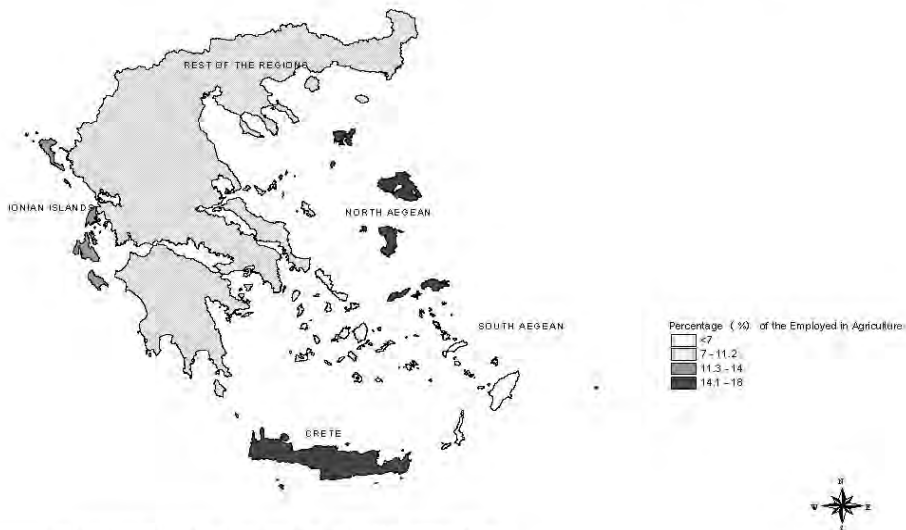 REST OF THE REGIONS
IONIAN ISLANDS
NORTH AEGEAN
SOUTH AEGEAN
CRETE
Percentage ( %) of the Employed in Agriculture
<7
7 - 11.2
11.3 - 14
14.1 - 18
N
W E
S